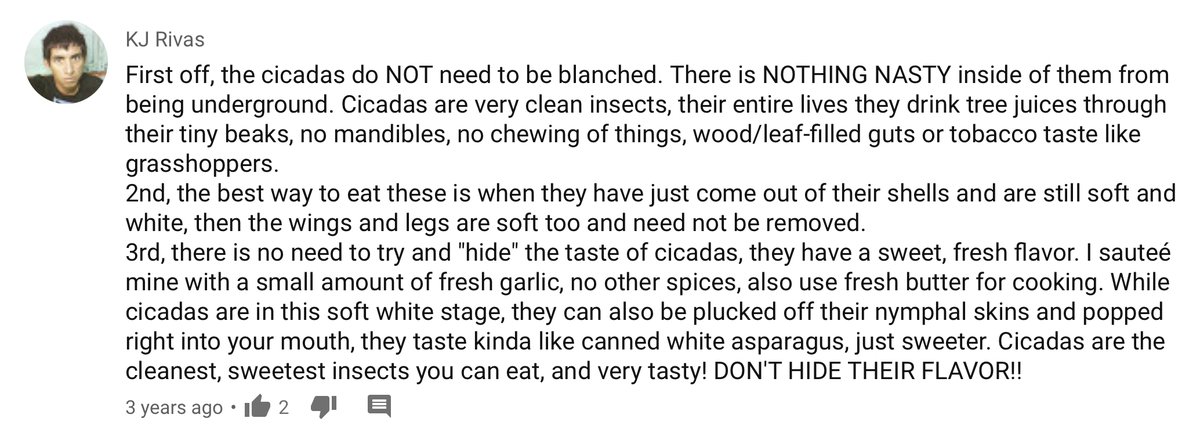 KJ Rivas
First off, the cicadas do NOT need to be blanched. There is NOTHING NASTY inside of them from
being underground. Cicadas are very clean insects, their entire lives they drink tree juices through
their tiny beaks, no mandibles, no chewing of things, wood/leaf-filled guts or tobacco taste like
grasshoppers.
2nd, the best way to eat these is when they have just come out of their shells and are still soft and
white, then the wings and legs are soft too and need not be removed.
3rd, there is no need to try and "hide" the taste of cicadas, they have a sweet, fresh flavor. I sauteé
mine with a small amount of fresh garlic, no other spices, also use fresh butter for cooking. While
cicadas are in this soft white stage, they can also be plucked off their nymphal skins and popped
right into your mouth, they taste kinda like canned white asparagus, just sweeter. Cicadas are the
cleanest, sweetest insects you can eat, and very tasty! DON'T HIDE THEIR FLAVOR!!
3 years ago • 2